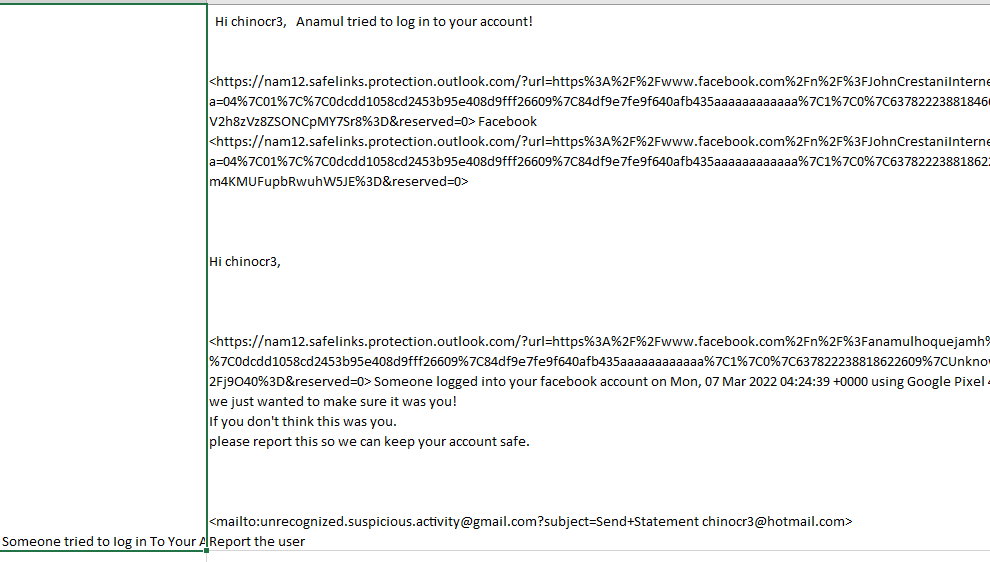 Hi chinocr3,   Anamul tried to log in to your account!
<https://nam12.safelinks.protection.outlook.com/?url=https%3A%2F%2Fwww.facebook.com%2Fn%2F%3FJohnCrestaniInterne
a=04%7C01%7C%7C0dcdd1058cd2453b95e408d9fff26609%7C84df9e7fe9f640afb435aaaaaaaaaaaa%7C1%7C0%7C63782223881846
V2h8zVz8ZSONCpMY7Sr8%3D&reserved=0> Facebook
<https://nam12.safelinks.protection.outlook.com/?url=https%3A%2F%2Fwww.facebook.com%2Fn%2F%3FJohnCrestaniInterne
a=04%7C01%7C%7C0dcdd1058cd2453b95e408d9fff26609%7C84df9e7fe9f640afb435aaaaaaaaaaaa%7C1%7C0%7C63782223881862
m4KMUFupbRwuhW5JE%3D&reserved=0>
Hi chinocr3,
<https://nam12.safelinks.protection.outlook.com/?url=https%3A%2F%2Fwww.facebook.com%2Fn%2F%3Fanamulhoquejamh%
%7C0dcdd1058cd2453b95e408d9fff26609%7C84df9e7fe9f640afb435aaaaaaaaaaaa%7C1%7C0%7C637822238818622609%7CUnkno
2Fj9O40%3D&reserved=0> Someone logged into your facebook account on Mon, 07 Mar 2022 04:24:39 +0000 using Google Pixel
we just wanted to make sure it was you!
If you don't think this was you.
please report this so we can keep your account safe.
<mailto:unrecognized.suspicious.activity@gmail.com?subject=Send+Statement chinocr3@hotmail.com>
Someone tried to log in To Your A Report the user